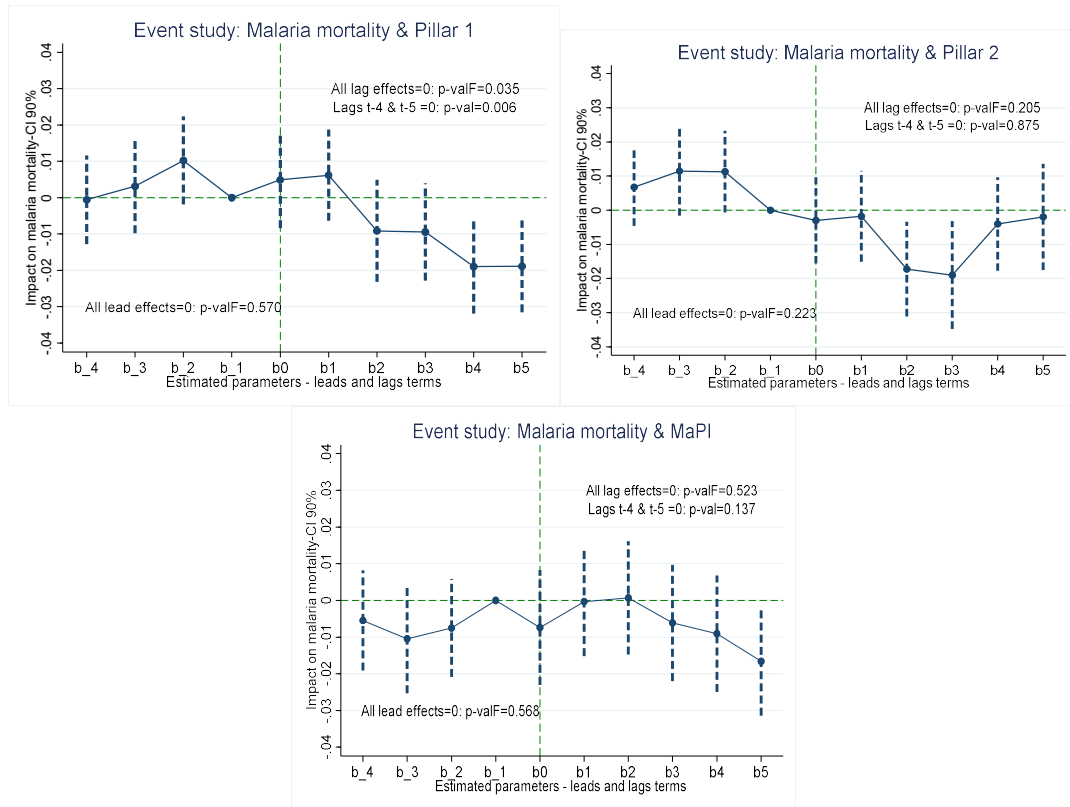 Event study: Malaria mortality & Pillar 1
Impact on malaria mortality-CI 90%
.04
.03
.02
.01
0
-.01
-.02
-.03
-.04
All lag effects=0: p-valF=0.035
Lags t-4 & t-5 =0: p-val=0.006
All lead effects=0: p-valF=0.570
b_4 b_3 b_2 b_1 b0 b1 b2 b3 b4 b5
Estimated parameters - leads and lags terms
Event study: Malaria mortality & Pillar 2
Impact on malaria mortality-CI 90%
.04
.03
.02
.01
0
-.01
-.02
-.03
-.04
All lag effects=0: p-valF=0.205
Lags t-4 & t-5 =0: p-val=0.875
All lead effects=0: p-valF=0.223
b_4 b_3 b_2 b_1 b0 b1 b2 b3 b4 b5
Estimated parameters - leads and lags terms
Event study: Malaria mortality & MaPI
Impact on malaria mortality-CI 90%
.04
.03
.02
.01
0
-.01
-.02
-.03
-.04
All lag effects=0: p-valF=0.523
Lags t-4 & t-5 =0: p-val=0.137
All lead effects=0: p-valF=0.568
b_4 b_3 b_2 b_1 b0 b1 b2 b3 b4 b5
Estimated parameters - leads and lags terms